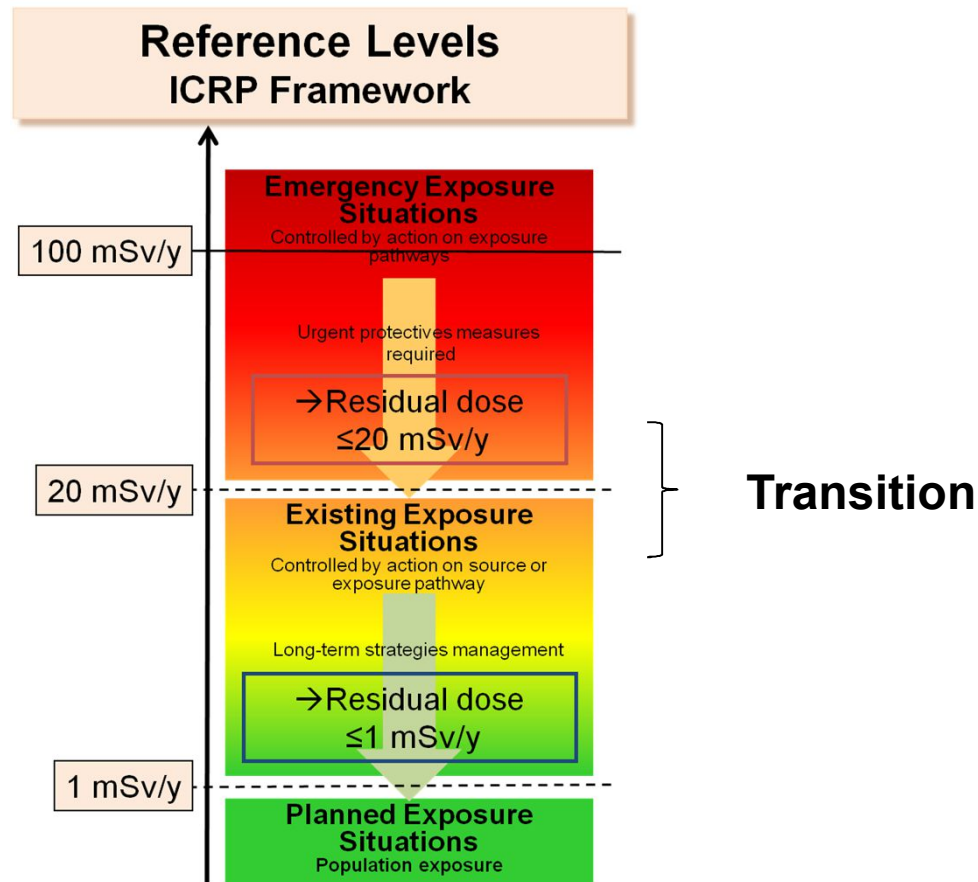 Reference Levels
ICRP Framework
Emergency Exposure
Situations
Controlled by action on exposure
pathways
100 mSv/y
Urgent protectives measures
required
→Residual dose
≤20 mSv/y
20 mSv/y
Transition
Existing Exposure
Situations
Controlled by action on source or
exposure pathway
Long-term strategies management
→Residual dose
≤1 mSv/y
1 mSv/y
Planned Exposure
Situations
Population exposure